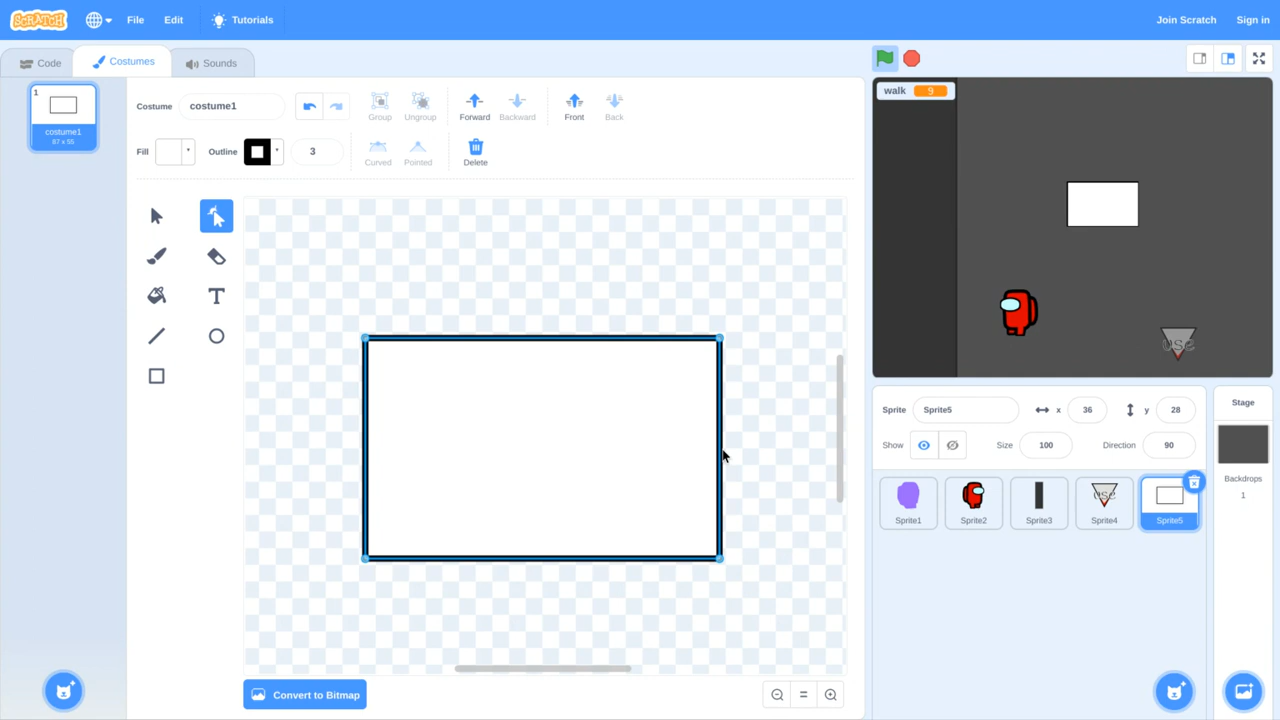 SCRATCH
File
Edit
Tutorials
Join Scratch
Sign in
Code
Costumes
Sounds
1
costume1
87 x 55
Costume
costume1
Group
Ungroup
Forward
Backward
Front
Back
Fill
Outline
3
Curved
Pointed
Delete
T
Convert to Bitmap
walk 9
use
Sprite
Sprite5
x
36
y
28
Show
Size
100
Direction
90
Sprite1
Sprite2
Sprite3
use
Sprite4
Sprite5
Stage
Backdrops
1